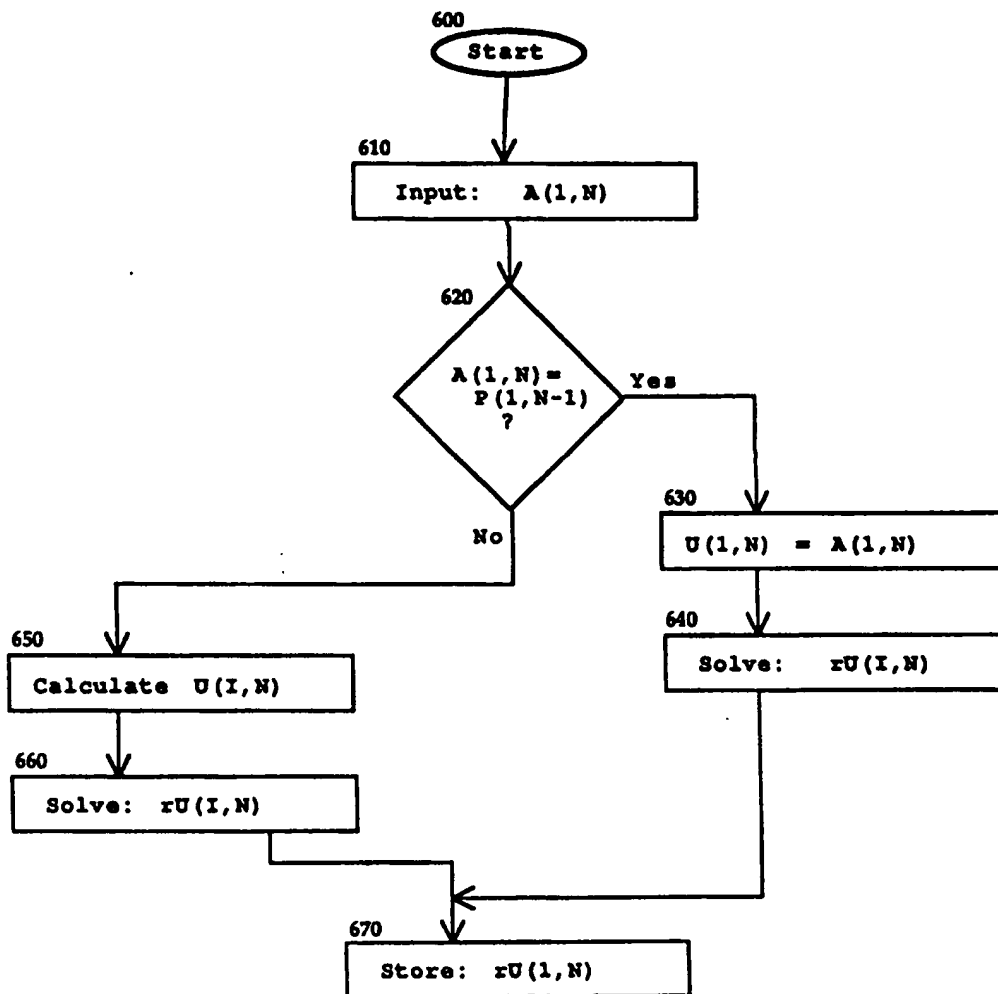 600
Start
610
Input: A(1,N)
620
A(1,N)=
P(1,N-1)
?
Yes
No
630
U(1,N) = A(1,N)
640
Solve: rU(I,N)
650
Calculate U(I,N)
660
Solve: rU(I,N)
670
Store: rU(1,N)